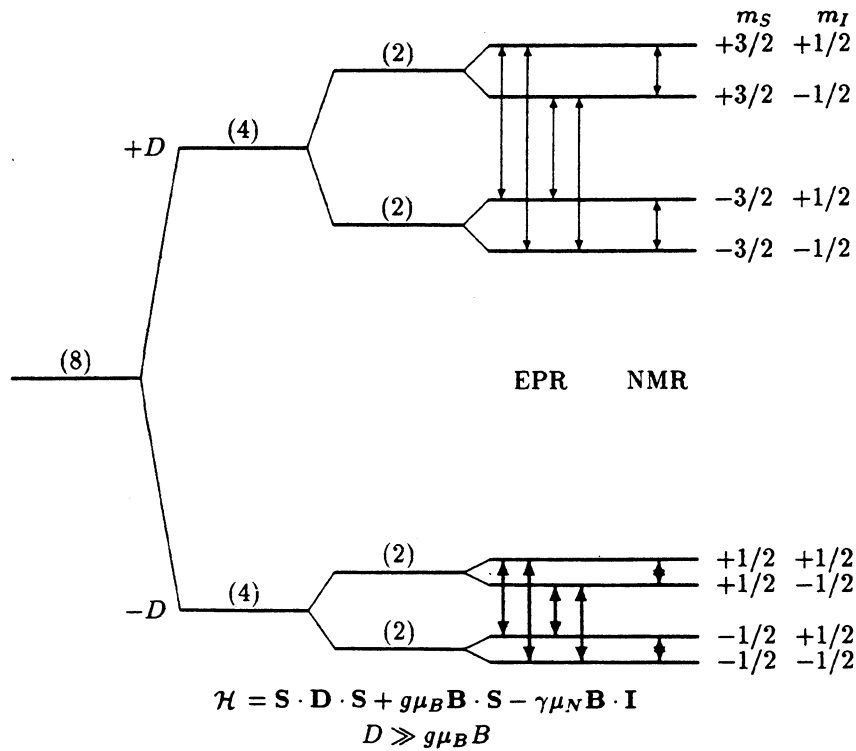 m_S m_I
(2) +3/2 +1/2
+3/2 −1/2
+D (4)
(2) −3/2 +1/2
−3/2 −1/2
(8)
EPR NMR
(2) +1/2 +1/2
+1/2 −1/2
−D (4)
(2) −1/2 +1/2
−1/2 −1/2
ℋ = S · D · S + gμ_B B · S − γμ_N B · I
D ≫ gμ_B B